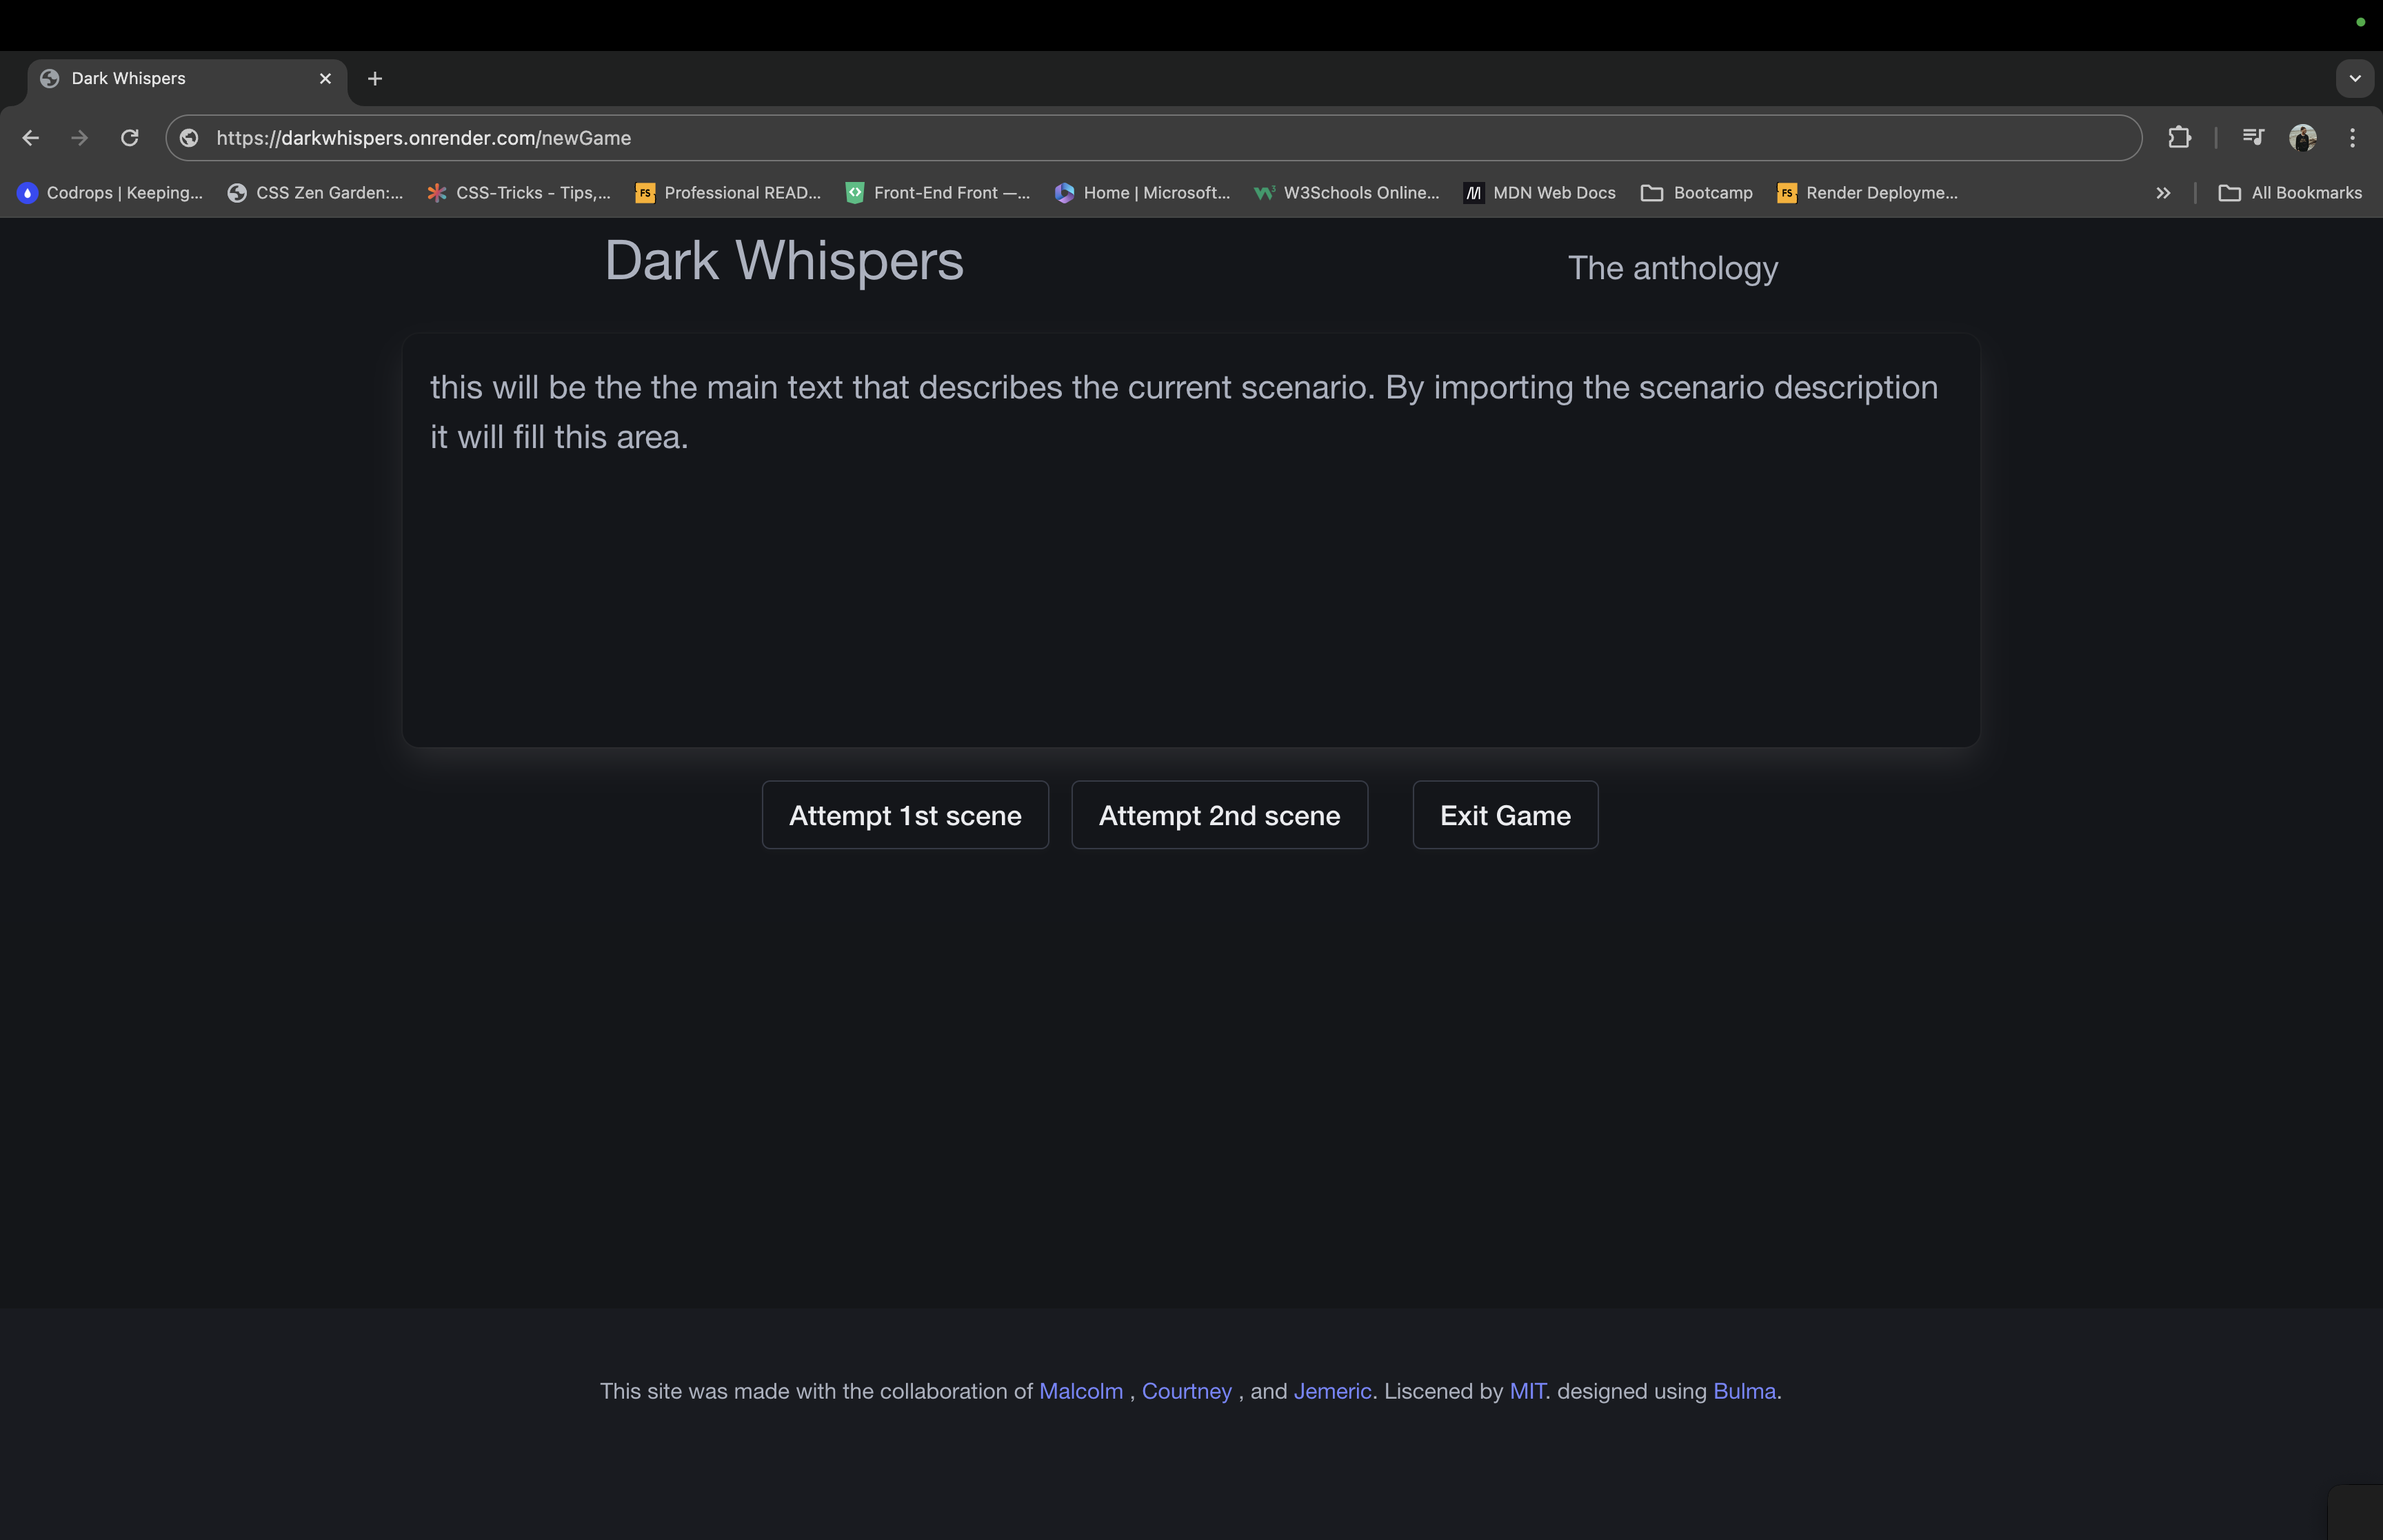 Dark Whispers
https://darkwhispers.onrender.com/newGame
Codrops | Keeping... CSS Zen Garden:... CSS-Tricks - Tips,... FS Professional READ... Front-End Front —... Home | Microsoft... W3Schools Online... MDN Web Docs Bootcamp FS Render Deployme... All Bookmarks
Dark Whispers The anthology
this will be the the main text that describes the current scenario. By importing the scenario description
it will fill this area.
Attempt 1st scene Attempt 2nd scene Exit Game
This site was made with the collaboration of Malcolm , Courtney , and Jemeric. Liscened by MIT. designed using Bulma.